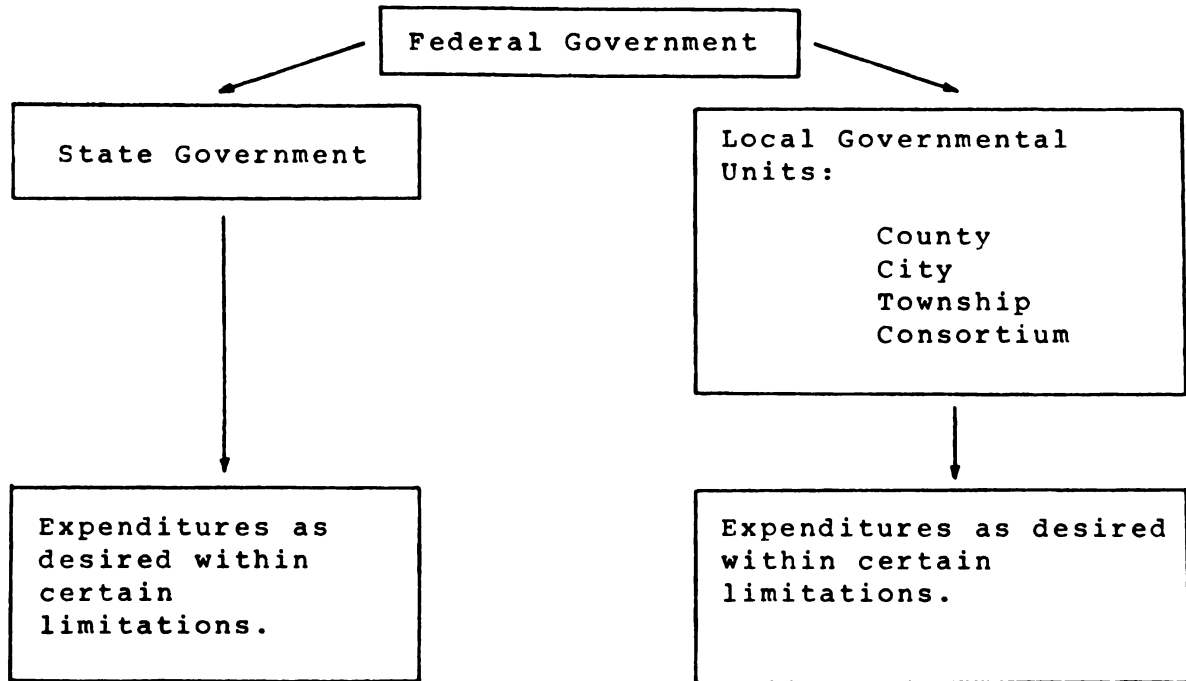 Federal Government
State Government
Local Governmental
Units:
County
City
Township
Consortium
Expenditures as
desired within
certain
limitations.
Expenditures as desired
within certain
limitations.